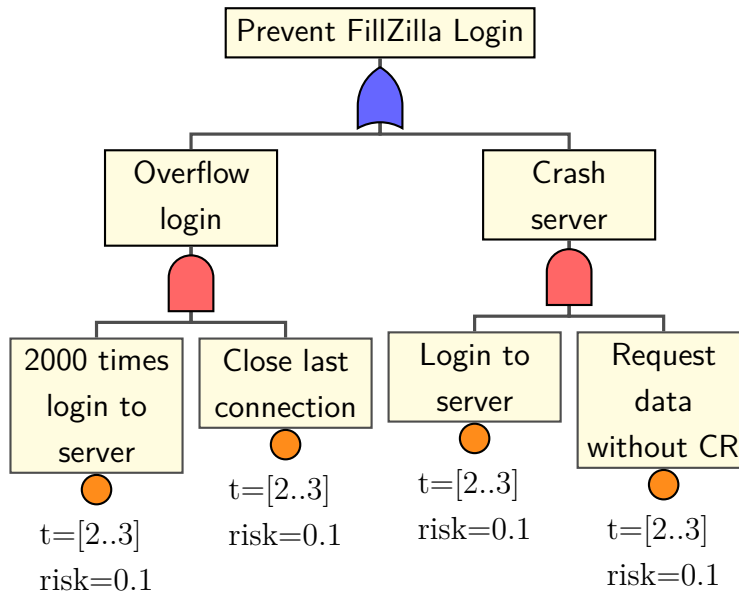 Prevent FillZilla Login
Overflow
login
Crash
server
2000 times
login to
server
t=[2..3]
risk=0.1
Close last
connection
t=[2..3]
risk=0.1
Login to
server
t=[2..3]
risk=0.1
Request
data
without CR
t=[2..3]
risk=0.1